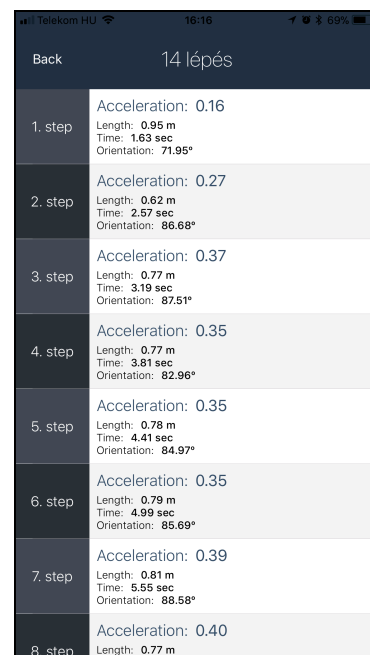 Telekom HU 16:16 69%
Back 14 lépés
1. step
Acceleration: 0.16
Length: 0.95 m
Time: 1.63 sec
Orientation: 71.95°
2. step
Acceleration: 0.27
Length: 0.62 m
Time: 2.57 sec
Orientation: 86.68°
3. step
Acceleration: 0.37
Length: 0.77 m
Time: 3.19 sec
Orientation: 87.51°
4. step
Acceleration: 0.35
Length: 0.77 m
Time: 3.81 sec
Orientation: 82.96°
5. step
Acceleration: 0.35
Length: 0.78 m
Time: 4.41 sec
Orientation: 84.97°
6. step
Acceleration: 0.35
Length: 0.79 m
Time: 4.99 sec
Orientation: 85.69°
7. step
Acceleration: 0.39
Length: 0.81 m
Time: 5.55 sec
Orientation: 88.58°
8. step
Acceleration: 0.40
Length: 0.77 m